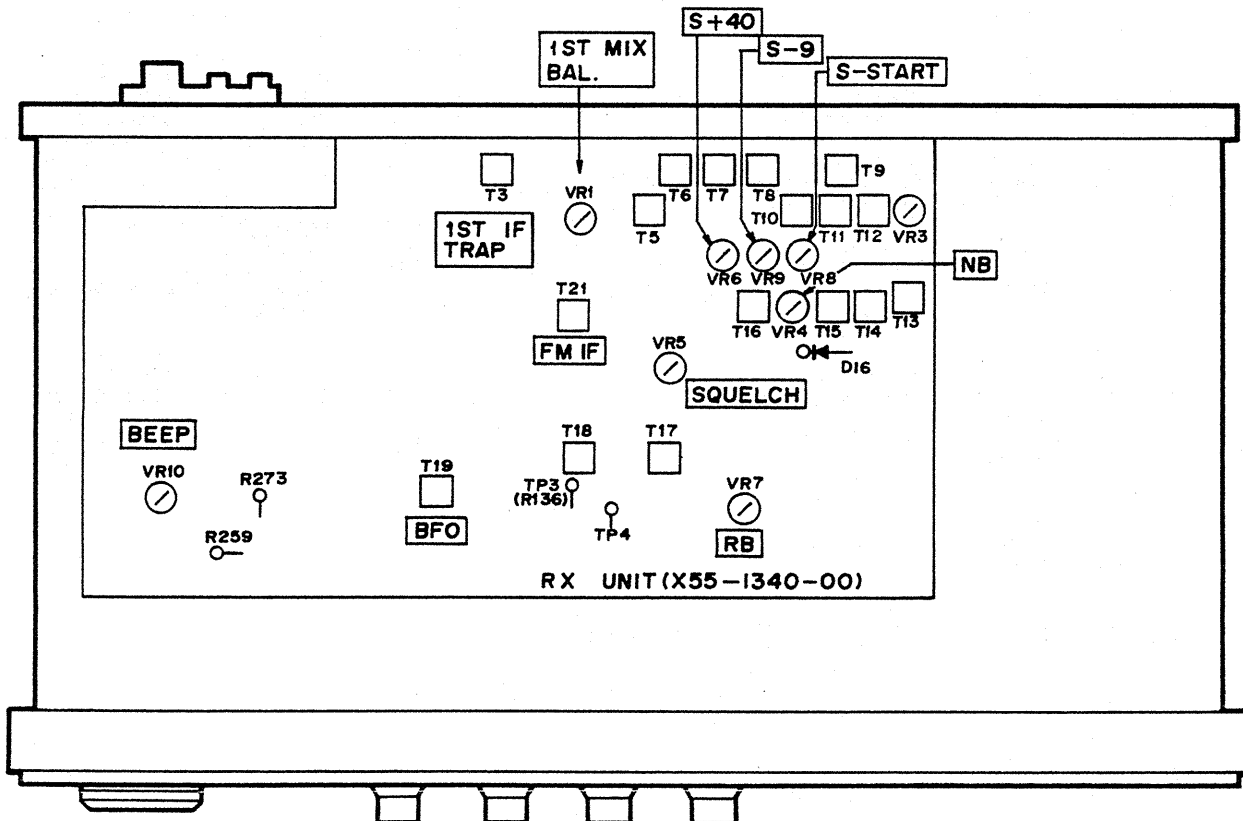 S+40
1ST MIX
BAL.
S-9
S-START
T3
VR1
T6
T7
T8
T9
T5
T10
T11
T12
VR3
1ST IF
TRAP
VR6
VR9
VR8
NB
T21
T16
VR4
T15
T14
T13
FM IF
VR5
D16
SQUELCH
BEEP
T18
T17
VR10
R273
T19
TP3
(R136)
VR7
R259
BFO
TP4
RB
RX UNIT (X55-1340-00)